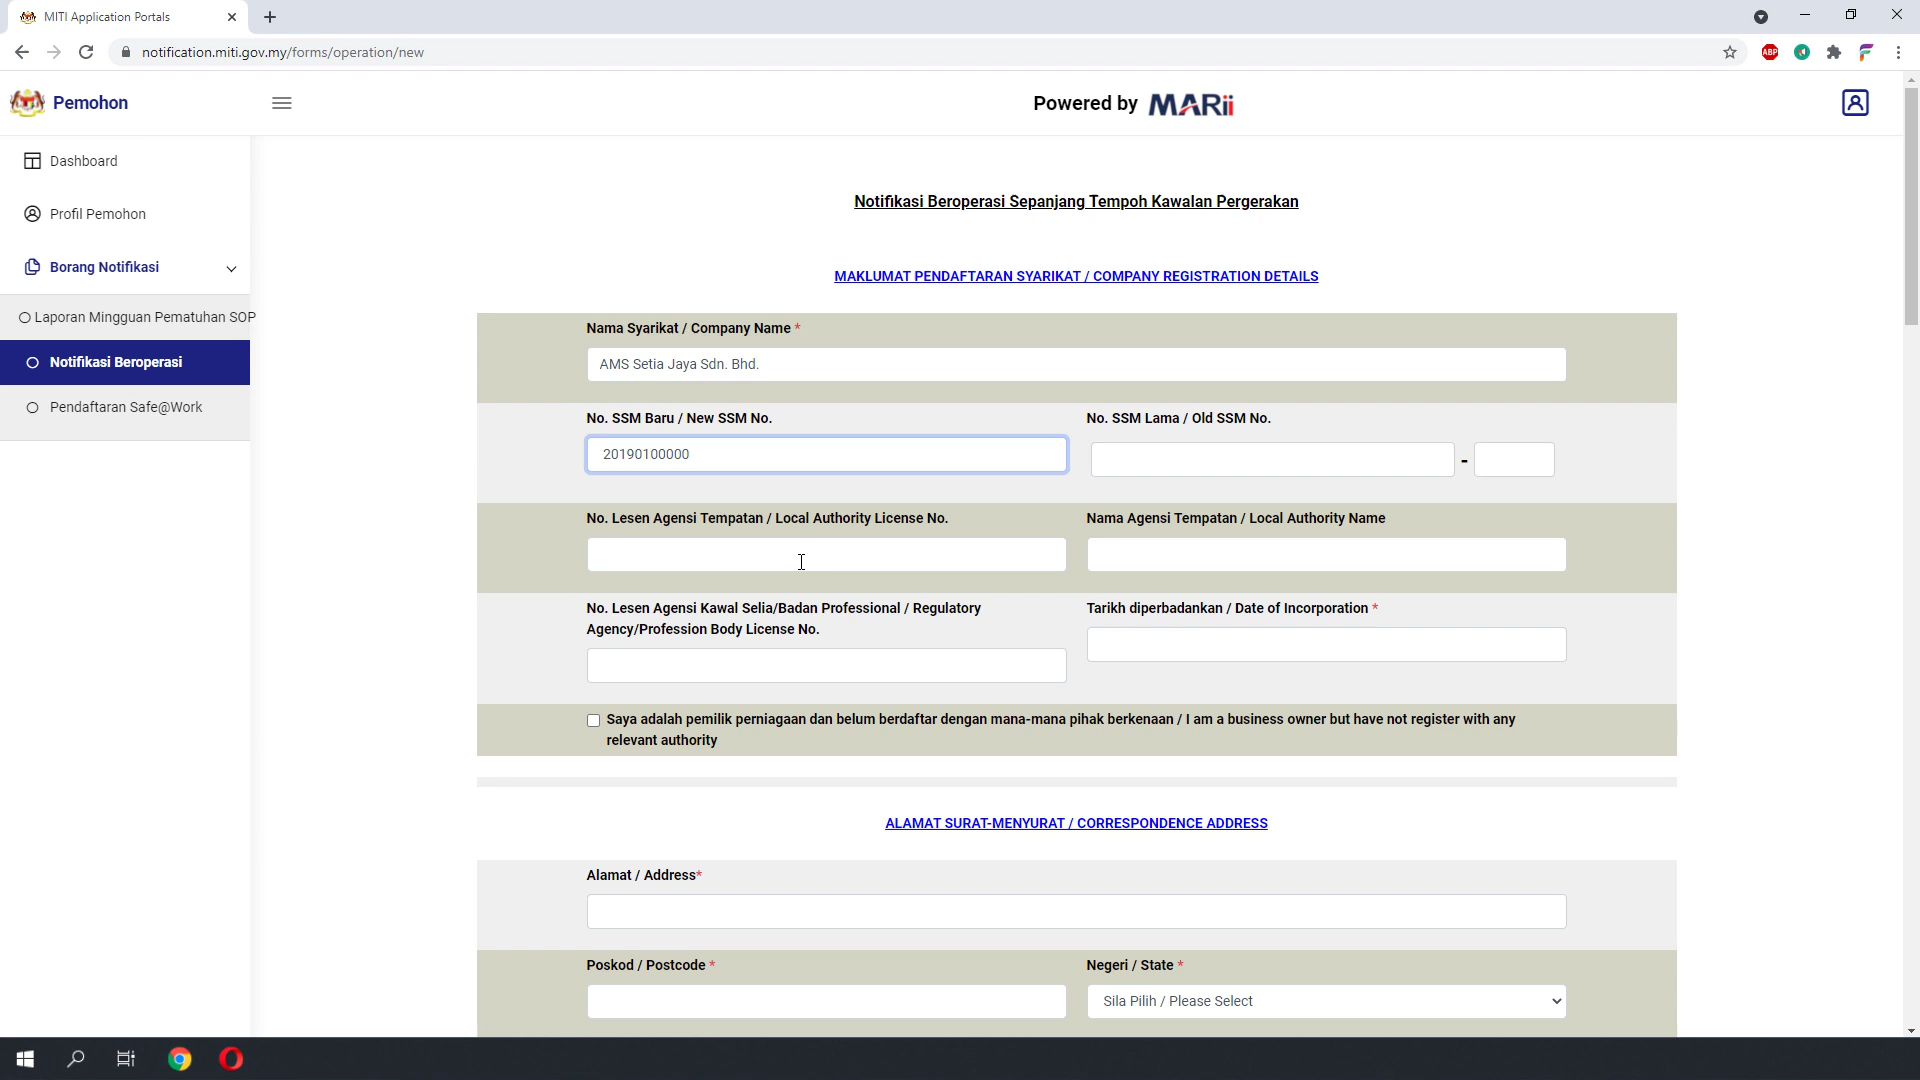 MITI Application Portals
notification.miti.gov.my/forms/operation/new
ABP
Pemohon
Powered by MARii
Dashboard
Profil Pemohon
Borang Notifikasi
Laporan Mingguan Pematuhan SOP
Notifikasi Beroperasi
Pendaftaran Safe@Work
Notifikasi Beroperasi Sepanjang Tempoh Kawalan Pergerakan
MAKLUMAT PENDAFTARAN SYARIKAT / COMPANY REGISTRATION DETAILS
Nama Syarikat / Company Name *
AMS Setia Jaya Sdn. Bhd.
No. SSM Baru / New SSM No.
No. SSM Lama / Old SSM No.
20190100000
-
No. Lesen Agensi Tempatan / Local Authority License No.
Nama Agensi Tempatan / Local Authority Name
No. Lesen Agensi Kawal Selia/Badan Professional / Regulatory
Agency/Profession Body License No.
Tarikh diperbadankan / Date of Incorporation *
Saya adalah pemilik perniagaan dan belum berdaftar dengan mana-mana pihak berkenaan / I am a business owner but have not register with any
relevant authority
ALAMAT SURAT-MENYURAT / CORRESPONDENCE ADDRESS
Alamat / Address*
Poskod / Postcode *
Negeri / State *
Sila Pilih / Please Select